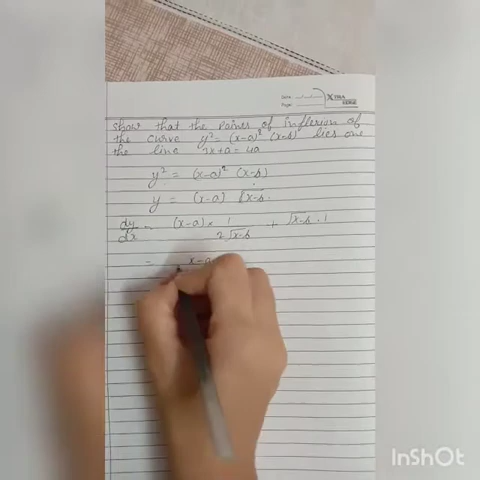 Date
Page
XTRA EDGE
Show that the Points of Inflexion of
the curve y² = (x-a)² (x-b) lies one
the line 3x+a = 4a
y² = (x-a)² (x-b)
y = (x-a) √x-b
dy/dx = (x-a) × 1/2√x-b + √x-b · 1
= x-a
InShOt